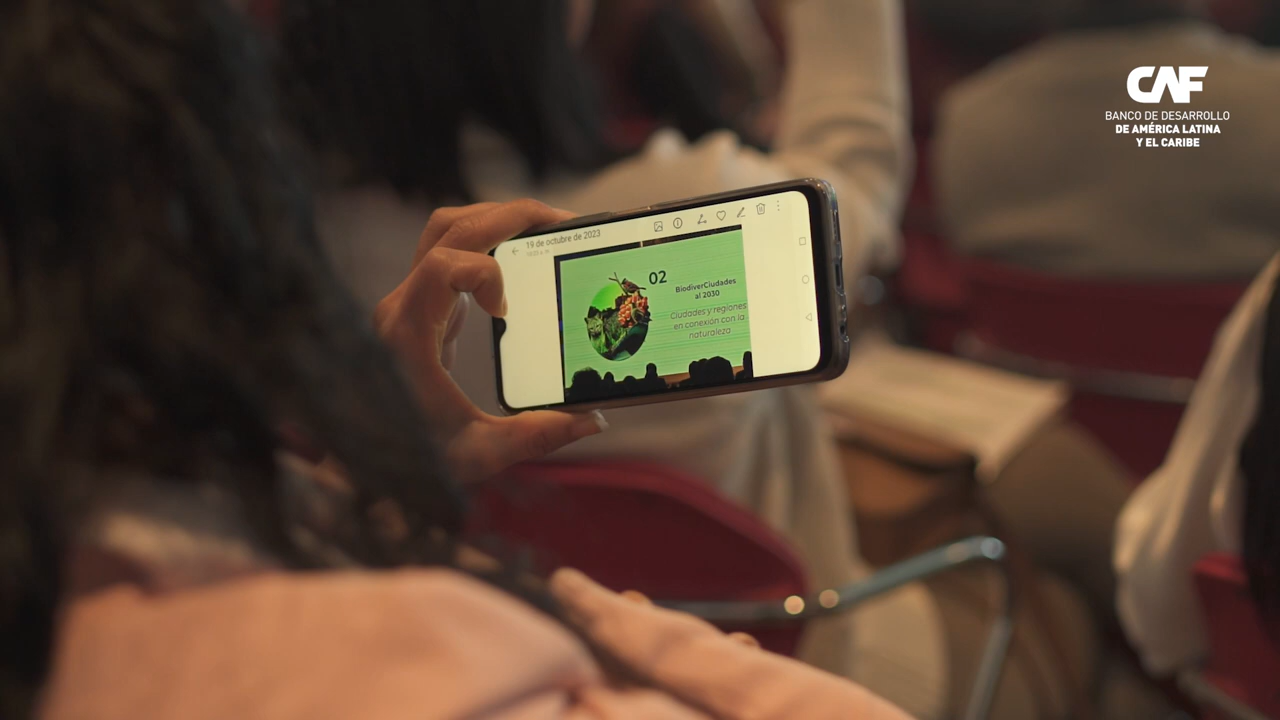 CAF
BANCO DE DESARROLLO
DE AMÉRICA LATINA
Y EL CARIBE
19 de octubre de 2023
02
BiodiverCiudades
al 2030
Ciudades y regiones
en conexión con la
naturaleza